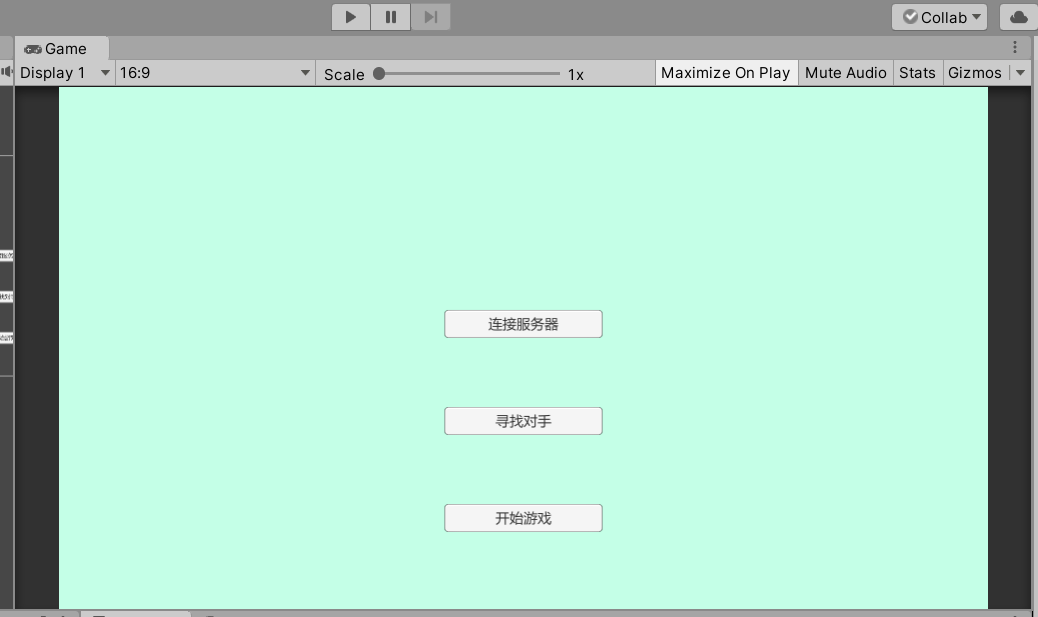 Collab
Game
Display 1 16:9 Scale 1x Maximize On Play Mute Audio Stats Gizmos
连接服务器
寻找对手
开始游戏